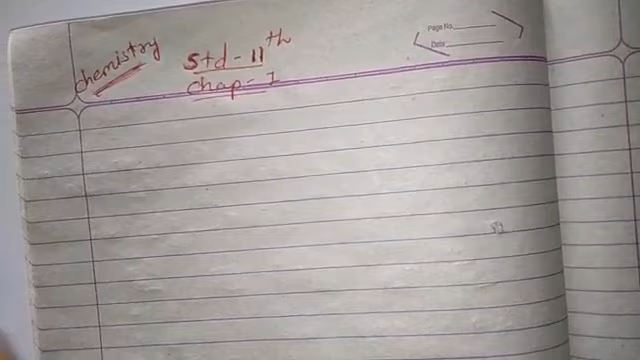 chemistry
std - 11th
chap - 1
Page No.
Date